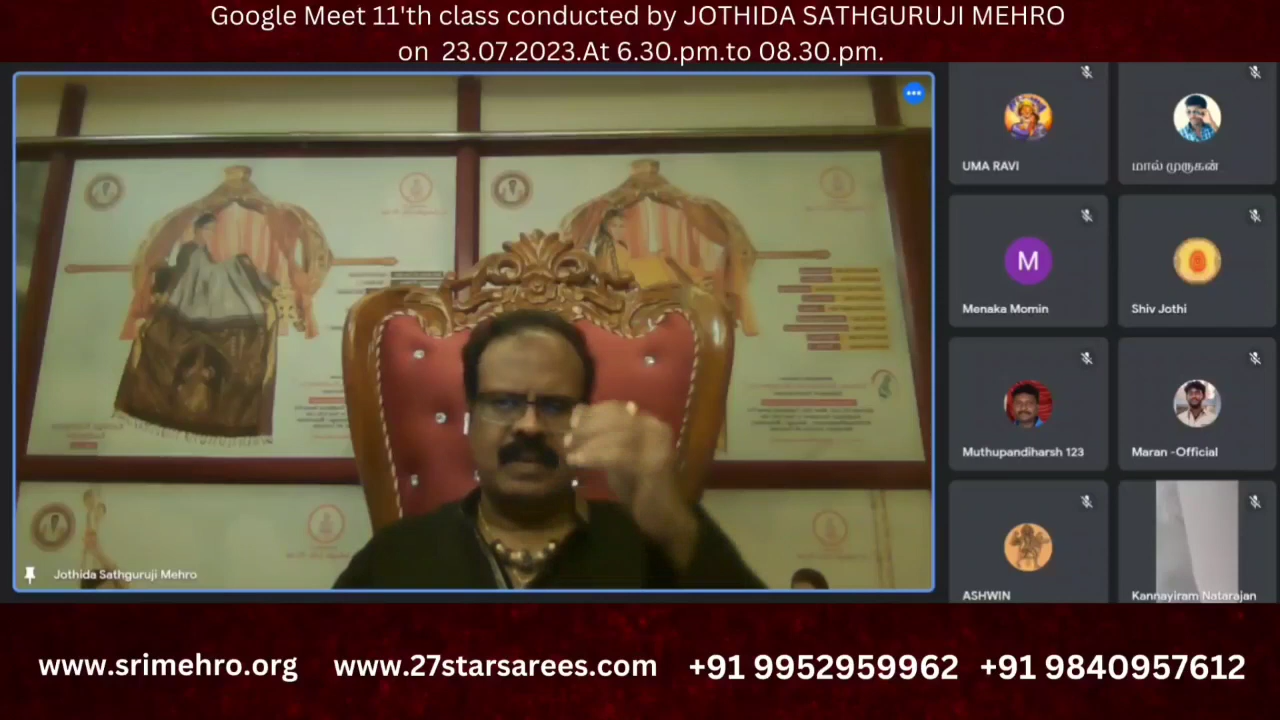 Google Meet 11'th class conducted by JOTHIDA SATHGURUJI MEHRO
on 23.07.2023.At 6.30.pm.to 08.30.pm.
UMA RAVI
மால் முருகன்
M
Menaka Momin
Shiv Jothi
Muthupandiharsh 123
Maran -Official
Jothida Sathguruji Mehro
ASHWIN
Kannayiram Natarajan
www.srimehro.org www.27starsarees.com +91 9952959962 +91 9840957612